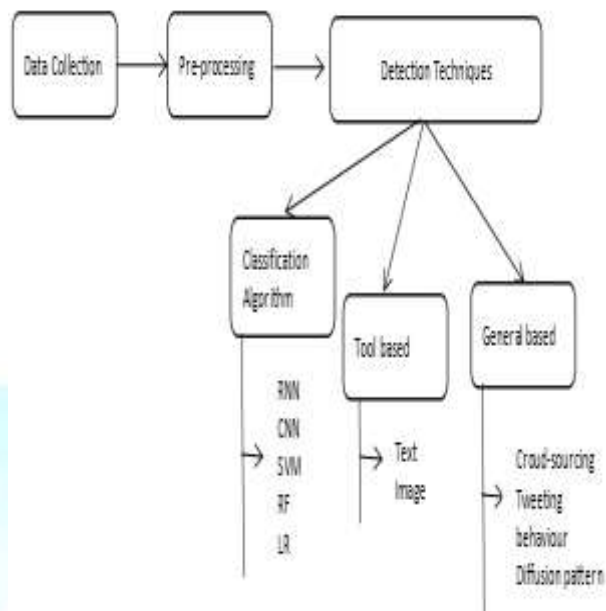 Data Collection
Pre-processing
Detection Techniques
Classification
Algorithm
Tool based
General based
RNN
CNN
SVM
RF
LR
Text
Image
Croud-sourcing
Tweeting
behaviour
Diffusion pattern